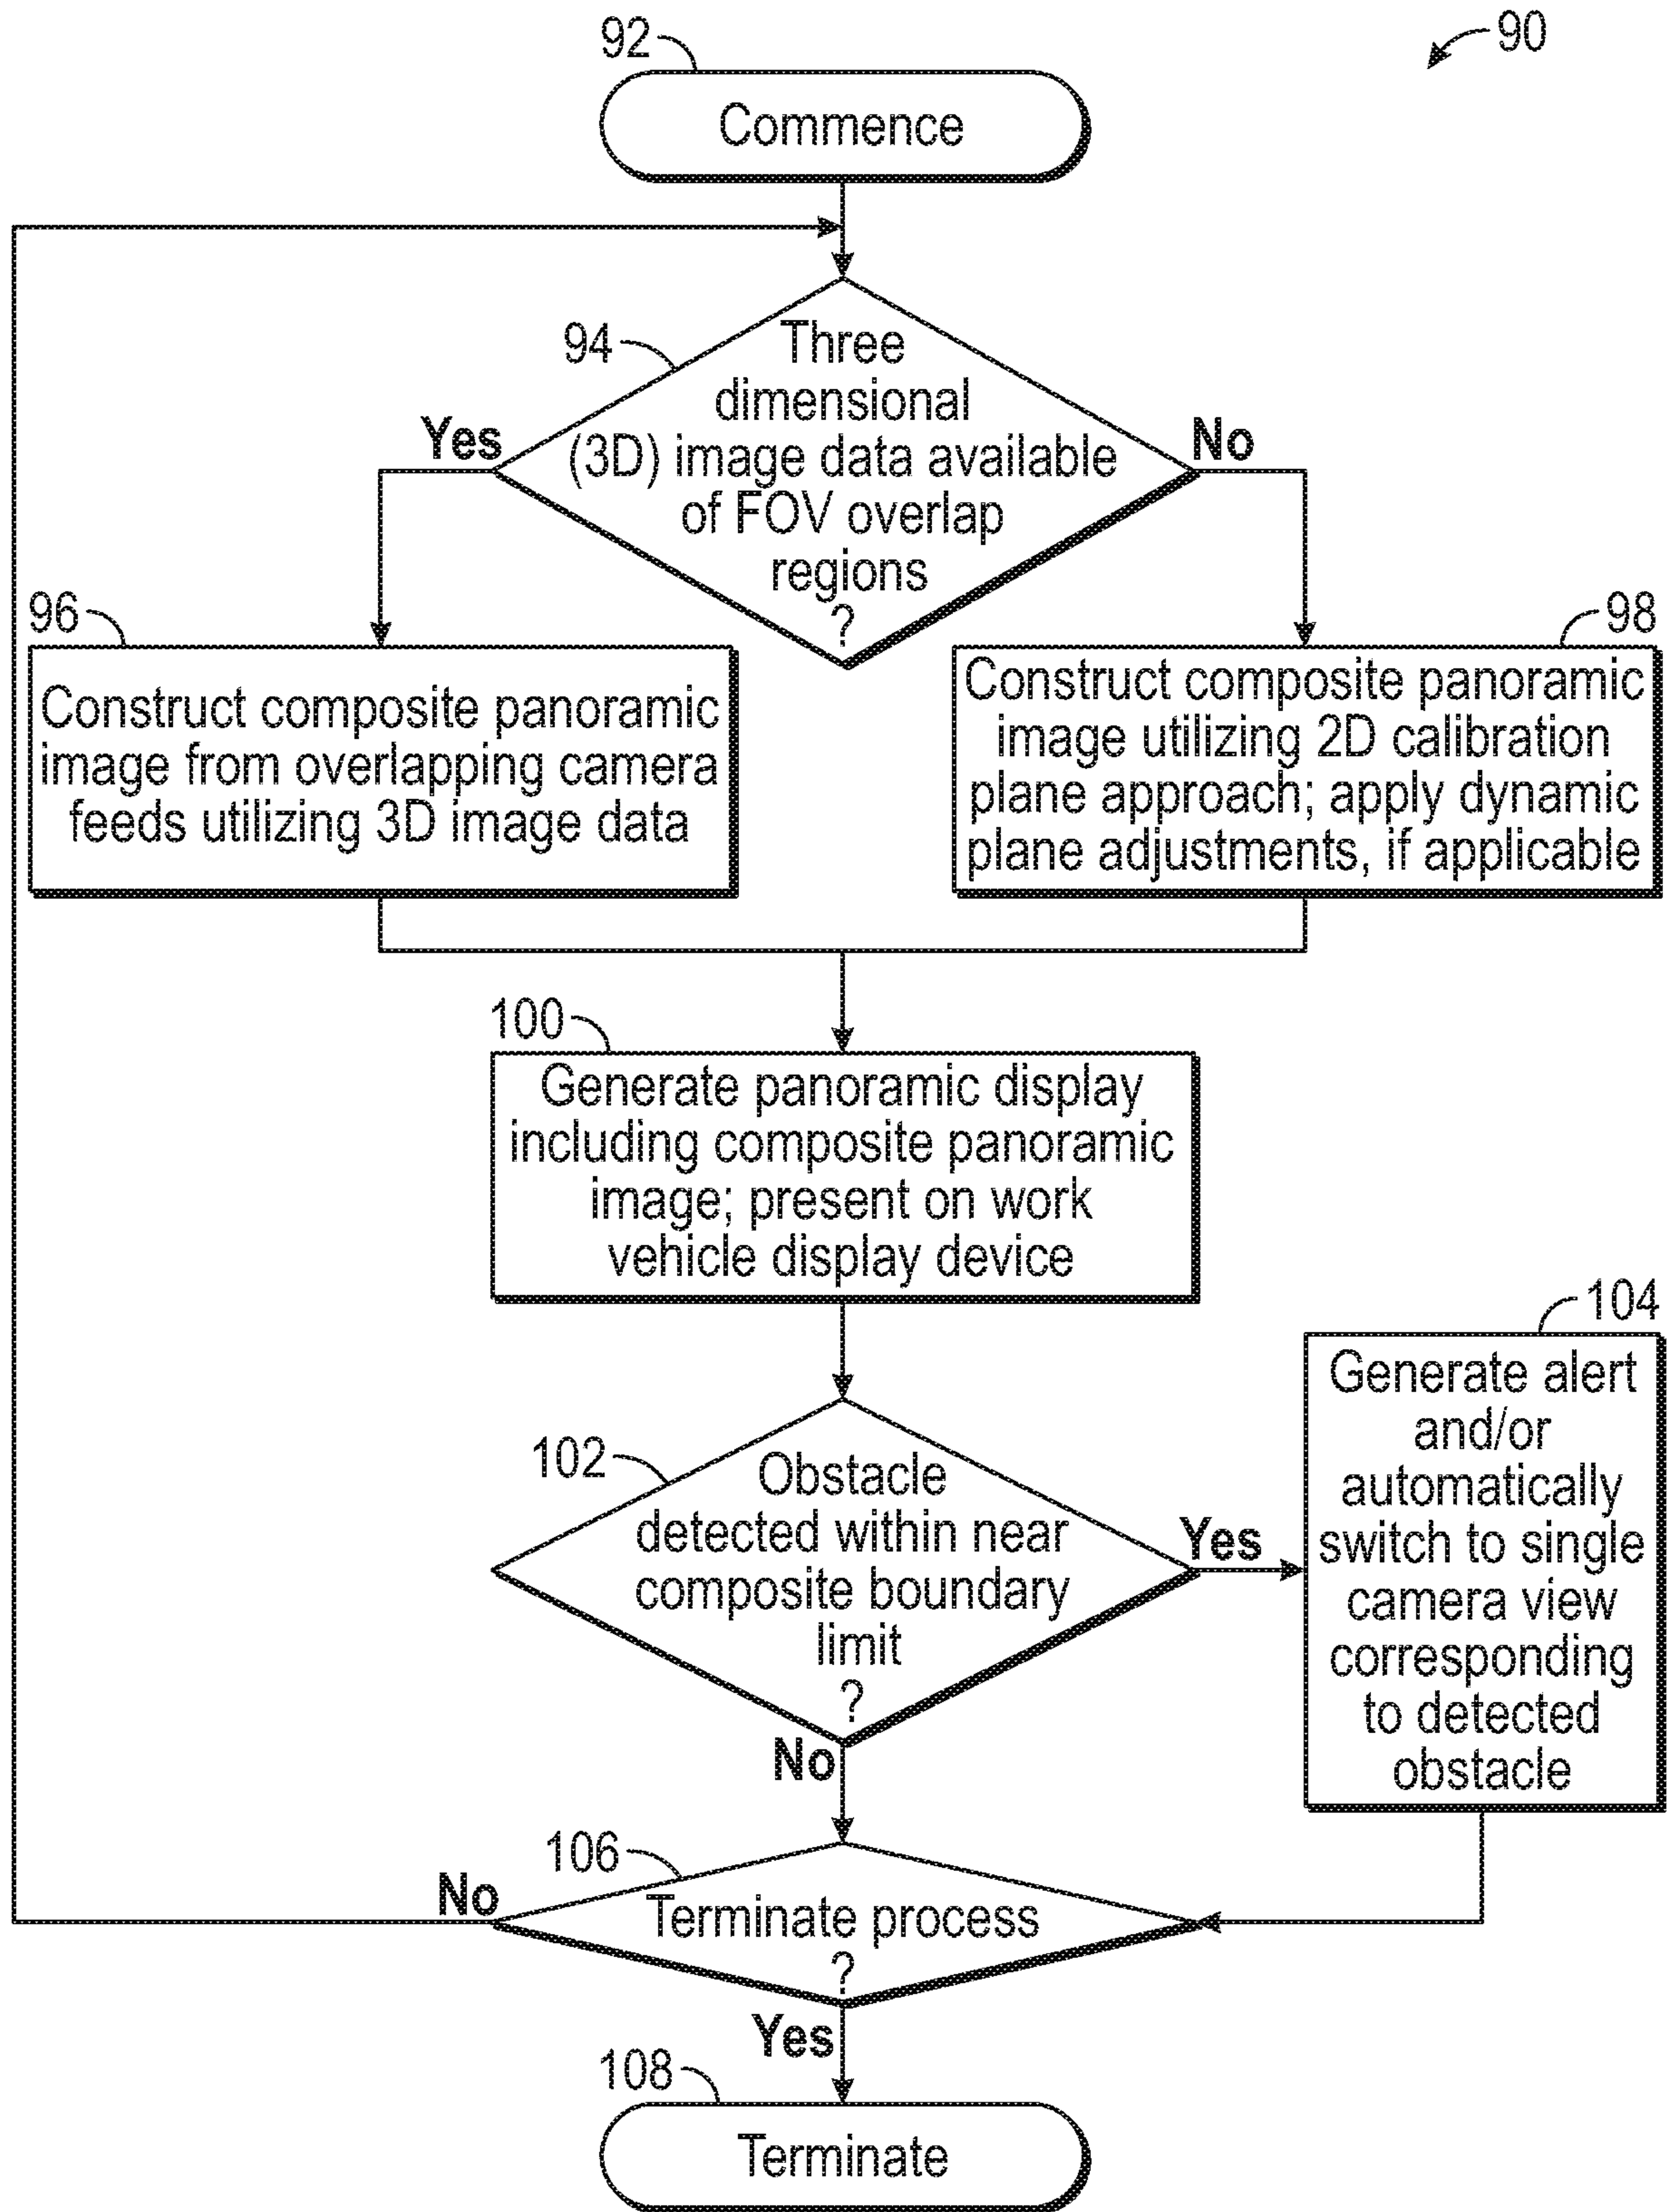 90
92
Commence
94
Three
dimensional
(3D) image data available
of FOV overlap
regions
?
Yes
No
96
Construct composite panoramic
image from overlapping camera
feeds utilizing 3D image data
98
Construct composite panoramic
image utilizing 2D calibration
plane approach; apply dynamic
plane adjustments, if applicable
100
Generate panoramic display
including composite panoramic
image; present on work
vehicle display device
102
Obstacle
detected within near
composite boundary
limit
?
Yes
No
104
Generate alert
and/or
automatically
switch to single
camera view
corresponding
to detected
obstacle
106
Terminate process
?
No
Yes
108
Terminate